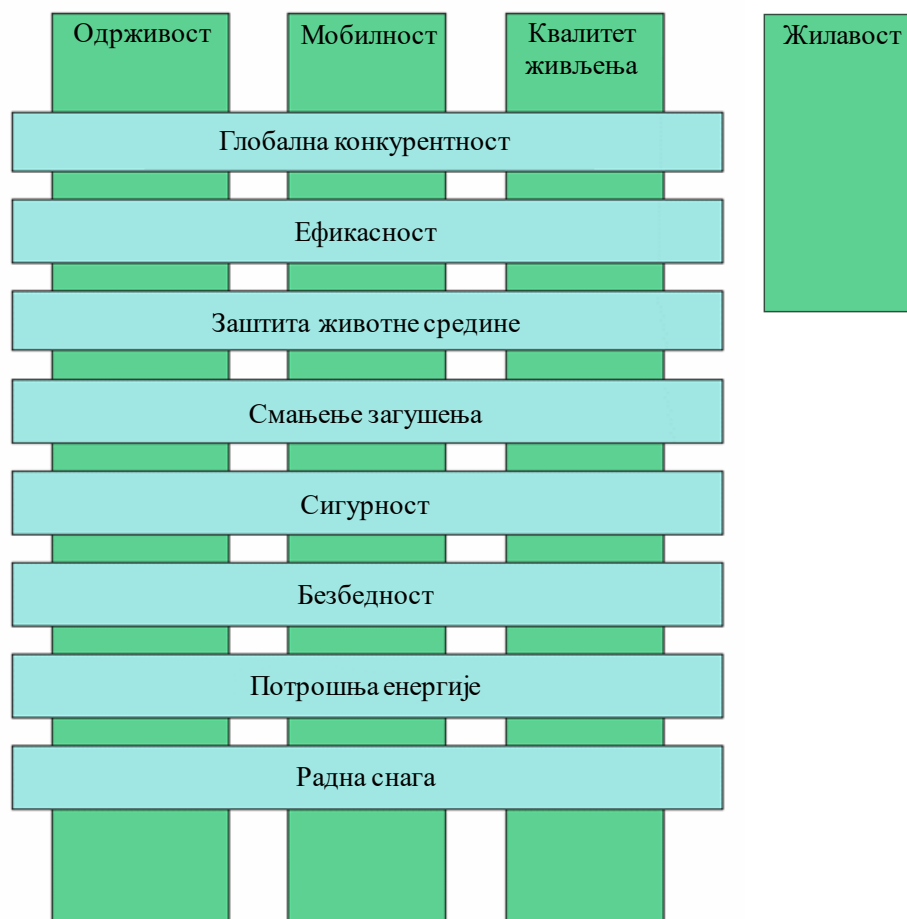 Одрживост
Мобилност
Квалитет
живљења
Жилавост
Глобална конкурентност
Ефикасност
Заштита животне средине
Смањење загушења
Сигурност
Безбедност
Потрошња енергије
Радна снага